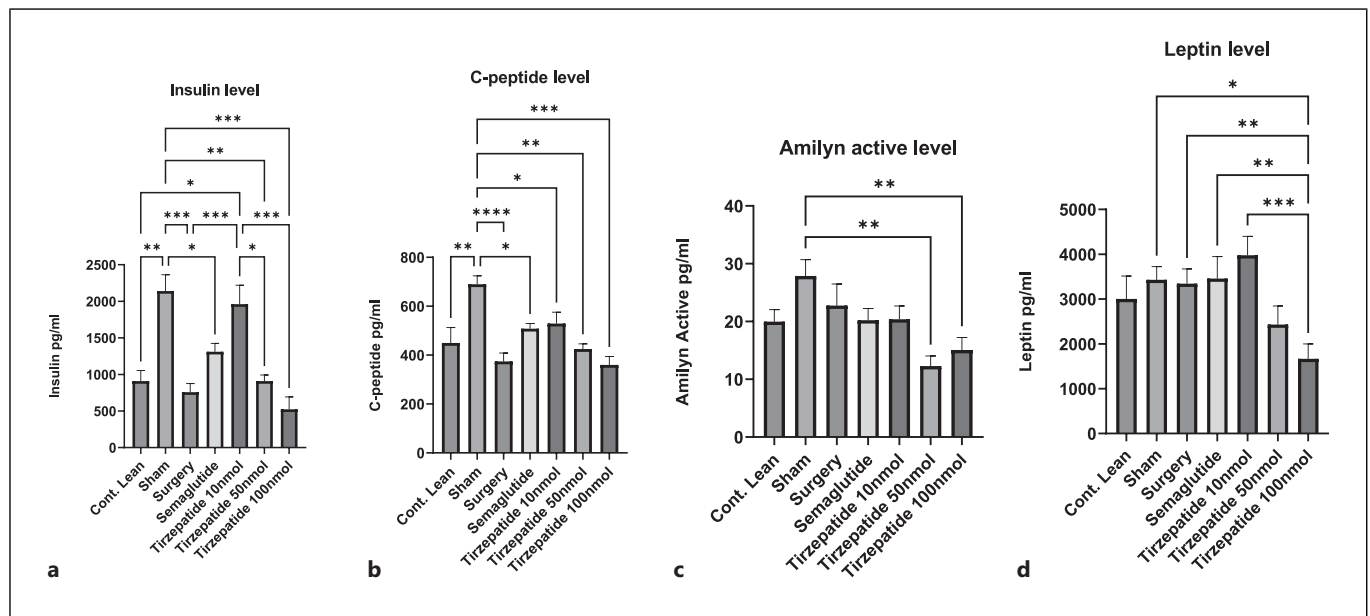 Insulin level
***
**
*
*** *** ***
** * *
2500
2000
1500
1000
500
0
Insulin pg/ml
Cont. Lean
Sham
Surgery
Semaglutide
Tirzepatide 10nmol
Tirzepatide 50nmol
Tirzepatide 100nmol
a
C-peptide level
***
**
*
****
** *
800
600
400
200
0
C-peptide pg/ml
Cont. Lean
Sham
Surgery
Semaglutide
Tirzepatide 10nmol
Tirzepatide 50nmol
Tirzepatide 100nmol
b
Amilyn active level
**
**
40
30
20
10
0
Amilyn Active pg/ml
Cont. Lean
Sham
Surgery
Semaglutide
Tirzepatide 10nmol
Tirzepatide 50nmol
Tirzepatide 100nmol
c
Leptin level
*
**
**
***
5000
4000
3000
2000
1000
0
Leptin pg/ml
Cont. Lean
Sham
Surgery
Semaglutide
Tirzepatide 10nmol
Tirzepatide 50nmol
Tirzepatide 100nmol
d